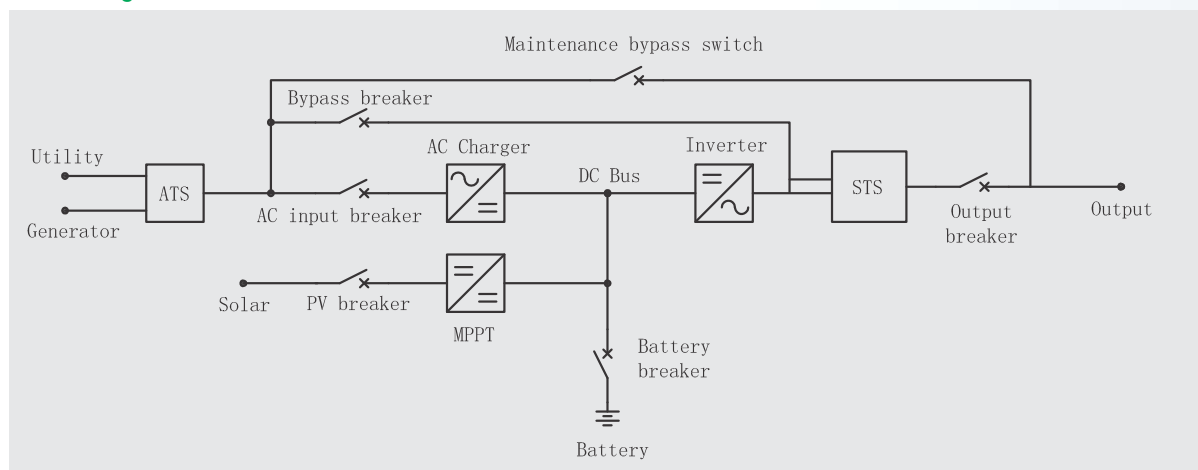 Maintenance bypass switch
Bypass breaker
Utility
AC Charger
Inverter
DC Bus
ATS
STS
AC input breaker
Generator
Output
breaker
Output
Solar
PV breaker
MPPT
Battery
breaker
Battery